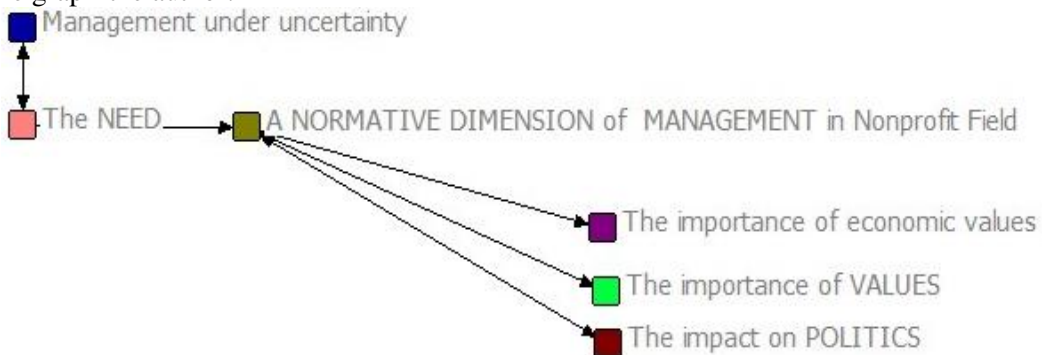 Management under uncertainty
The NEED
A NORMATIVE DIMENSION of MANAGEMENT in Nonprofit Field
The importance of economic values
The importance of VALUES
The impact on POLITICS